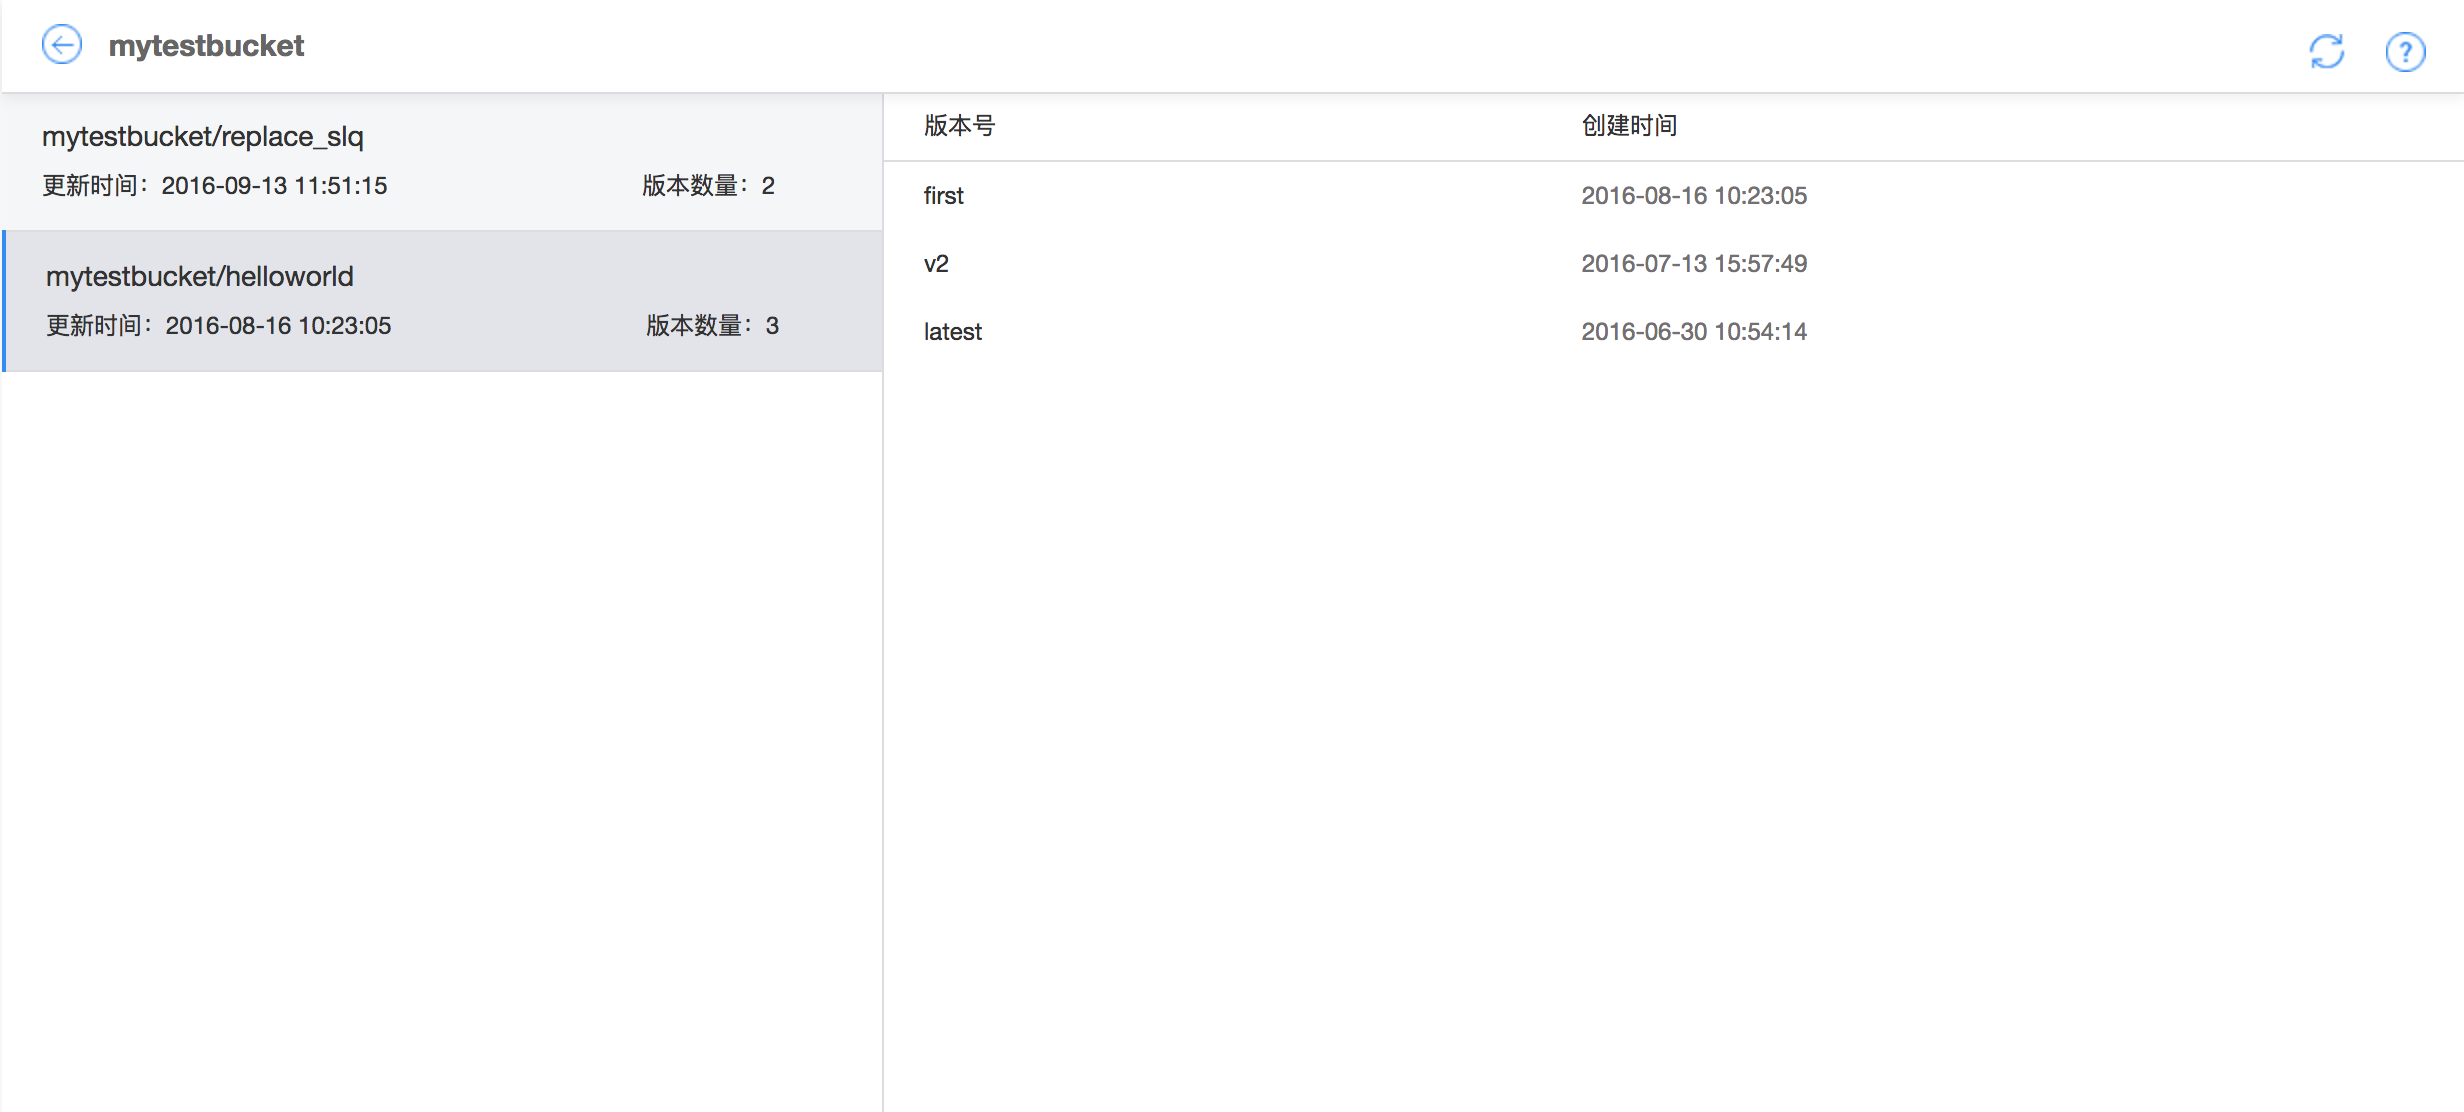 mytestbucket
?
mytestbucket/replace_slq
更新时间：2016-09-13 11:51:15 版本数量：2
mytestbucket/helloworld
更新时间：2016-08-16 10:23:05 版本数量：3
版本号 创建时间
first 2016-08-16 10:23:05
v2 2016-07-13 15:57:49
latest 2016-06-30 10:54:14